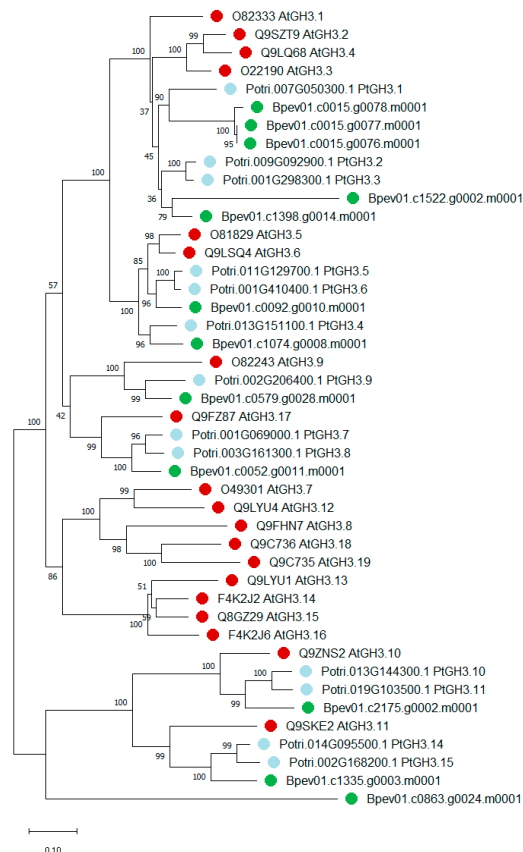 O82333 AtGH3.1
Q9SZT9 AtGH3.2
99
Q9LQ68 AtGH3.4
100
100
O22190 AtGH3.3
90
Potri.007G050300.1 PtGH3.1
37
Bpev01.c0015.g0078.m0001
Bpev01.c0015.g0077.m0001
100
95
Bpev01.c0015.g0076.m0001
45
Potri.009G092900.1 PtGH3.2
100
100
Potri.001G298300.1 PtGH3.3
36
Bpev01.c1522.g0002.m0001
79
Bpev01.c1398.g0014.m0001
98
O81829 AtGH3.5
Q9LSQ4 AtGH3.6
85
Potri.011G129700.1 PtGH3.5
100
57
Potri.001G410400.1 PtGH3.6
96
Bpev01.c0092.g0010.m0001
100
Potri.013G151100.1 PtGH3.4
96
Bpev01.c1074.g0008.m0001
O82243 AtGH3.9
100
Potri.002G206400.1 PtGH3.9
99
Bpev01.c0579.g0028.m0001
42
Q9FZ87 AtGH3.17
96
Potri.001G069000.1 PtGH3.7
100
99
Potri.003G161300.1 PtGH3.8
100
Bpev01.c0052.g0011.m0001
99
O49301 AtGH3.7
100
Q9LYU4 AtGH3.12
Q9FHN7 AtGH3.8
98
Q9C736 AtGH3.18
100
Q9C735 AtGH3.19
86
51
Q9LYU1 AtGH3.13
F4K2J2 AtGH3.14
59
Q8GZ29 AtGH3.15
100
F4K2J6 AtGH3.16
Q9ZNS2 AtGH3.10
100
100
Potri.013G144300.1 PtGH3.10
Potri.019G103500.1 PtGH3.11
99
100
Bpev01.c2175.g0002.m0001
Q9SKE2 AtGH3.11
99
Potri.014G095500.1 PtGH3.14
99
Potri.002G168200.1 PtGH3.15
100
Bpev01.c1335.g0003.m0001
Bpev01.c0863.g0024.m0001
0.10